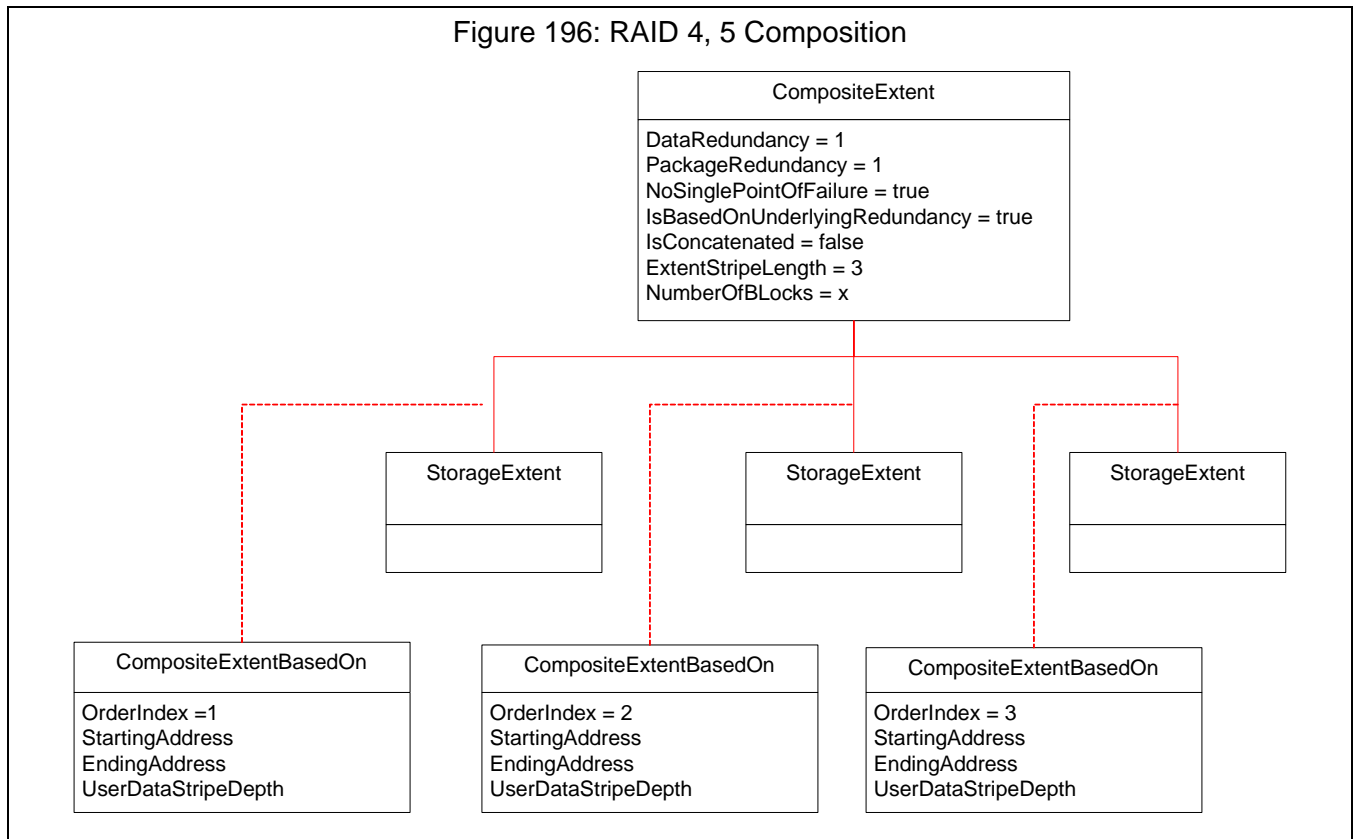 Figure 196: RAID 4, 5 Composition
CompositeExtent
DataRedundancy = 1
PackageRedundancy = 1
NoSinglePointOfFailure = true
IsBasedOnUnderlyingRedundancy = true
IsConcatenated = false
ExtentStripeLength = 3
NumberOfBLocks = x
StorageExtent
StorageExtent
StorageExtent
CompositeExtentBasedOn
OrderIndex =1
StartingAddress
EndingAddress
UserDataStripeDepth
CompositeExtentBasedOn
OrderIndex = 2
StartingAddress
EndingAddress
UserDataStripeDepth
CompositeExtentBasedOn
OrderIndex = 3
StartingAddress
EndingAddress
UserDataStripeDepth